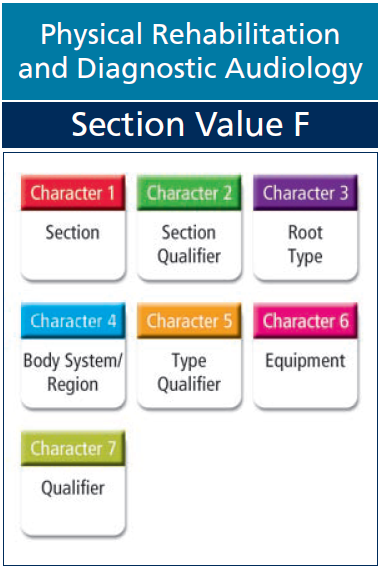 Physical Rehabilitation
and Diagnostic Audiology
Section Value F
Character 1
Section
Character 2
Section
Qualifier
Character 3
Root
Type
Character 4
Body System/
Region
Character 5
Type
Qualifier
Character 6
Equipment
Character 7
Qualifier